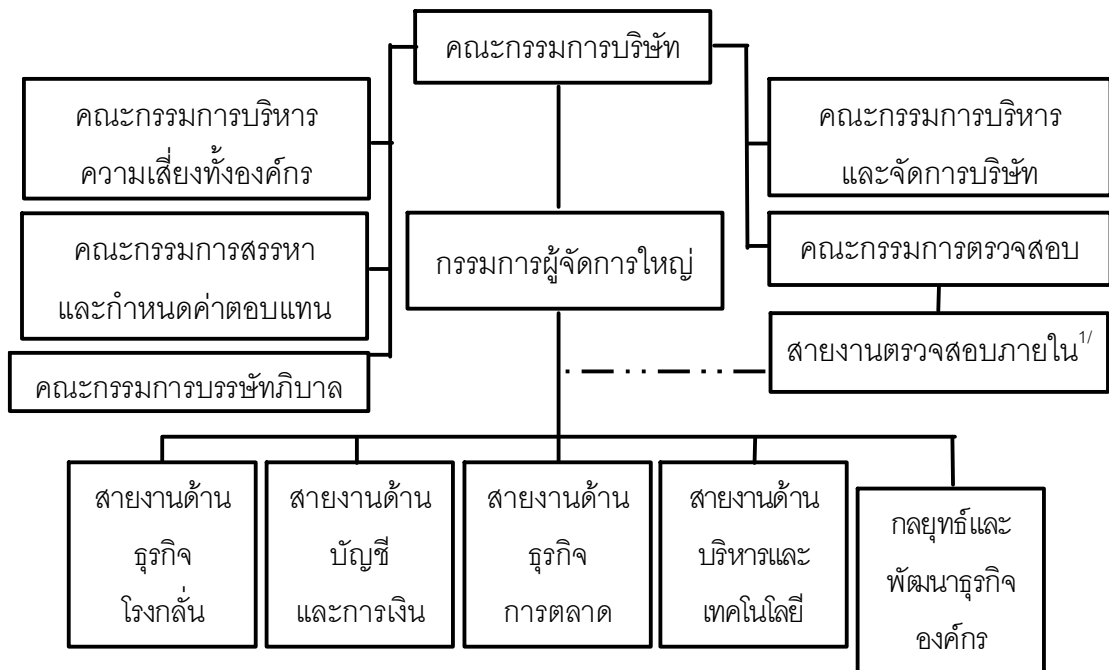 คณะกรรมการบริษัท
คณะกรรมการบริหาร
ความเสี่ยงทั้งองค์กร
คณะกรรมการบริหาร
และจัดการบริษัท
คณะกรรมการสรรหา
และกำหนดค่าตอบแทน
กรรมการผู้จัดการใหญ่
คณะกรรมการตรวจสอบ
สายงานตรวจสอบภายใน1/
คณะกรรมการบรรษัทภิบาล
สายงานด้าน
ธุรกิจ
โรงกลั่น
สายงานด้าน
บัญชี
และการเงิน
สายงานด้าน
ธุรกิจ
การตลาด
สายงานด้าน
บริหารและ
เทคโนโลยี
กลยุทธ์และ
พัฒนาธุรกิจ
องค์กร